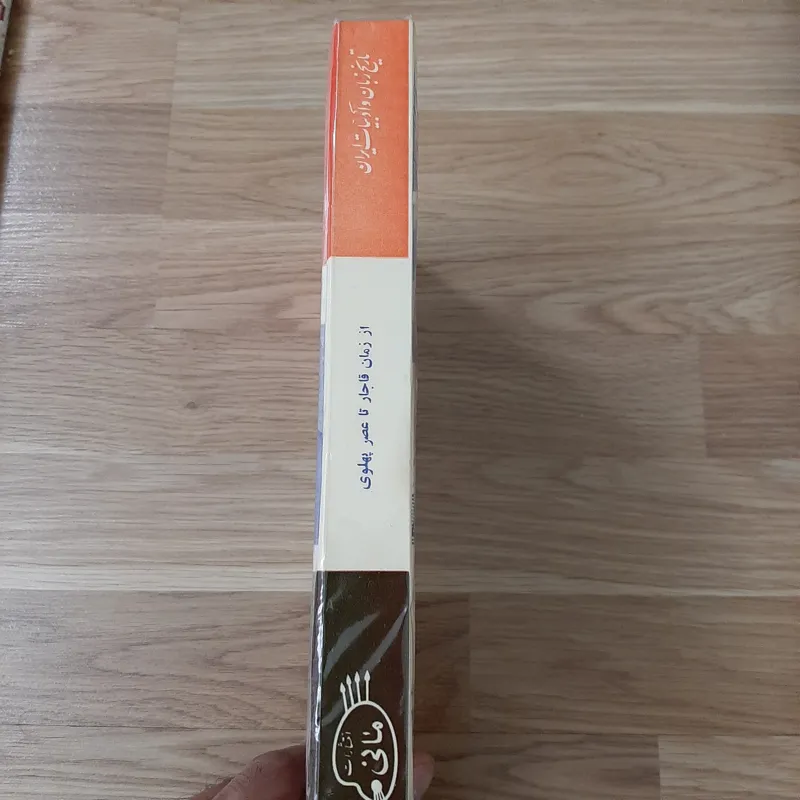 تاریخ زبان و ادبیات ایران
از زمان قاجار تا عصر پهلوی
انتشارات
مانی